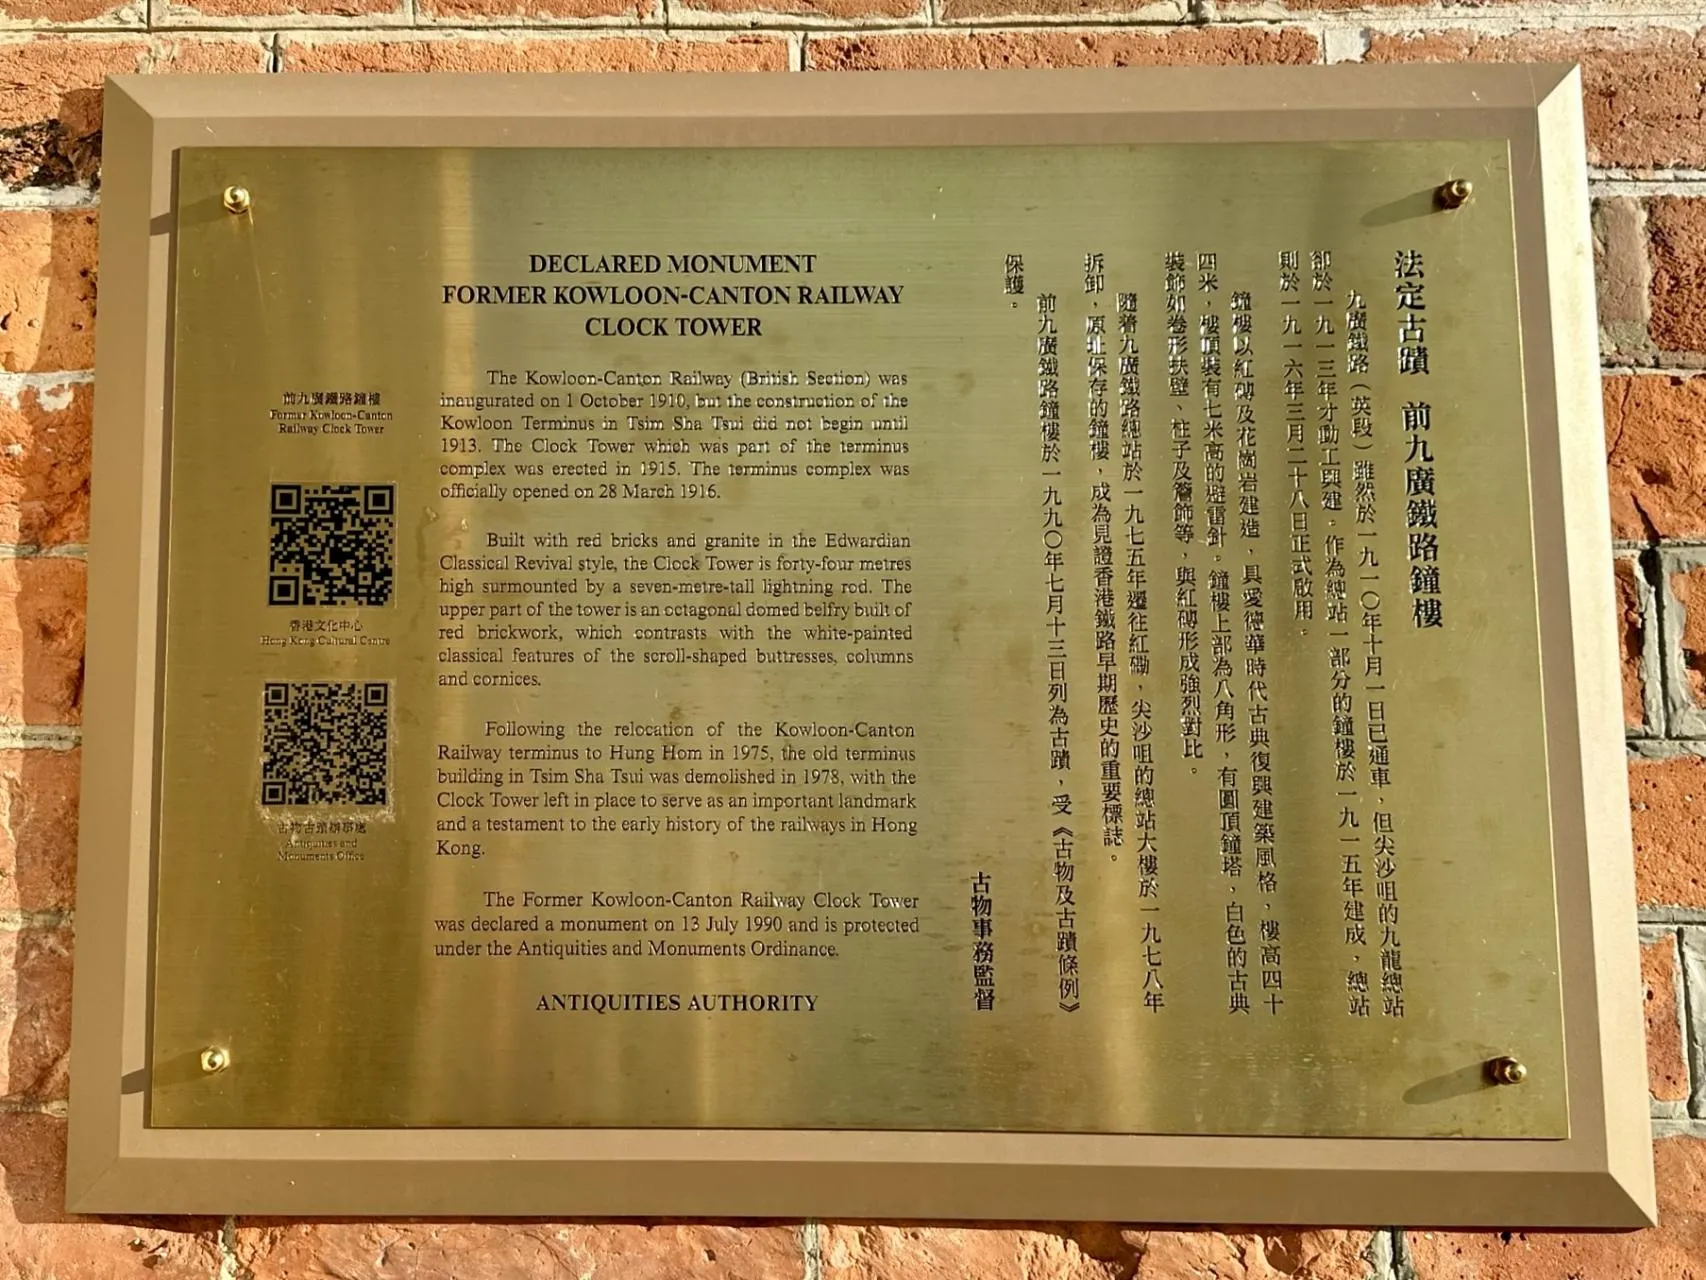 DECLARED MONUMENT
FORMER KOWLOON-CANTON RAILWAY
CLOCK TOWER
The Kowloon-Canton Railway (British Section) was
inaugurated on 1 October 1910, but the construction of the
Kowloon Terminus in Tsim Sha Tsui did not begin until
1913. The Clock Tower which was part of the terminus
complex was erected in 1915. The terminus complex was
officially opened on 28 March 1916.
Built with red bricks and granite in the Edwardian
Classical Revival style, the Clock Tower is forty-four metres
high surmounted by a seven-metre-tall lightning rod. The
upper part of the tower is an octagonal domed belfry built of
red brickwork, which contrasts with the white-painted
classical features of the scroll-shaped buttresses, columns
and cornices.
Following the relocation of the Kowloon-Canton
Railway terminus to Hung Hom in 1975, the old terminus
building in Tsim Sha Tsui was demolished in 1978, with the
Clock Tower left in place to serve as an important landmark
and a testament to the early history of the railways in Hong
Kong.
The Former Kowloon-Canton Railway Clock Tower
was declared a monument on 13 July 1990 and is protected
under the Antiquities and Monuments Ordinance.
ANTIQUITIES AUTHORITY
法定古蹟 前九廣鐵路鐘樓
九廣鐵路（英段）雖然於一九一〇年十月一日已通車，但尖沙咀的九龍總站
卻於一九一三年才動工興建。作為總站一部分的鐘樓於一九一五年建成，總站
則於一九一六年三月二十八日正式啟用。
鐘樓以紅磚及花崗岩建造，具愛德華時代古典復興建築風格，樓高四十
四米，樓頂裝有七米高的避雷針。鐘樓上部為八角形，有圓頂鐘塔，白色的古典
裝飾如卷形扶壁、柱子及簷飾等，與紅磚形成強烈對比。
隨着九廣鐵路總站於一九七五年遷往紅磡，尖沙咀的總站大樓於一九七八年
拆卸，原址保存的鐘樓，成為見證香港鐵路早期歷史的重要標誌。
前九廣鐵路鐘樓於一九九〇年七月十三日列為古蹟，受《古物及古蹟條例》
保護。
古物事務監督
前九廣鐵路鐘樓
Former Kowloon-Canton
Railway Clock Tower
香港文化中心
Hong Kong Cultural Centre
古物古蹟辦事處
Antiquities and
Monuments Office